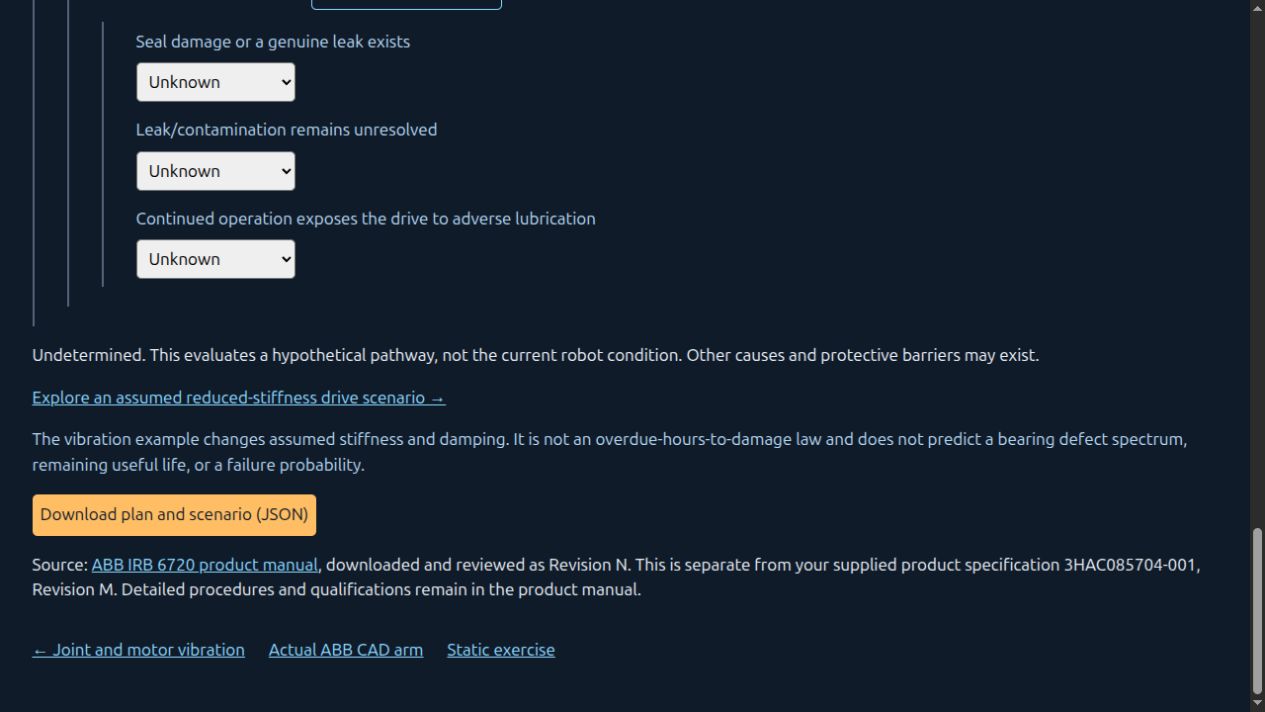 Seal damage or a genuine leak exists
Unknown
Leak/contamination remains unresolved
Unknown
Continued operation exposes the drive to adverse lubrication
Unknown
Undetermined. This evaluates a hypothetical pathway, not the current robot condition. Other causes and protective barriers may exist.
Explore an assumed reduced-stiffness drive scenario →
The vibration example changes assumed stiffness and damping. It is not an overdue-hours-to-damage law and does not predict a bearing defect spectrum,
remaining useful life, or a failure probability.
Download plan and scenario (JSON)
Source: ABB IRB 6720 product manual, downloaded and reviewed as Revision N. This is separate from your supplied product specification 3HAC085704-001,
Revision M. Detailed procedures and qualifications remain in the product manual.
← Joint and motor vibration Actual ABB CAD arm Static exercise